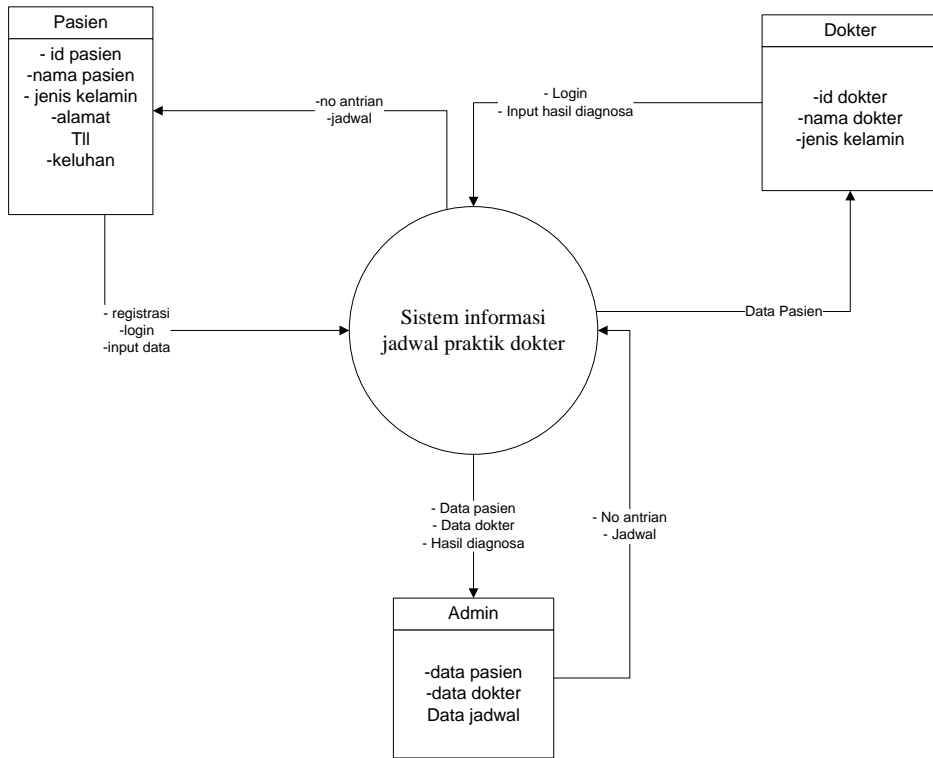 Pasien
- id pasien
-nama pasien
- jenis kelamin
-alamat
Tll
-keluhan
Dokter
-id dokter
-nama dokter
-jenis kelamin
-no antrian
-jadwal
- Login
- Input hasil diagnosa
- registrasi
-login
-input data
Sistem informasi
jadwal praktik dokter
Data Pasien
- Data pasien
- Data dokter
- Hasil diagnosa
- No antrian
- Jadwal
Admin
-data pasien
-data dokter
Data jadwal